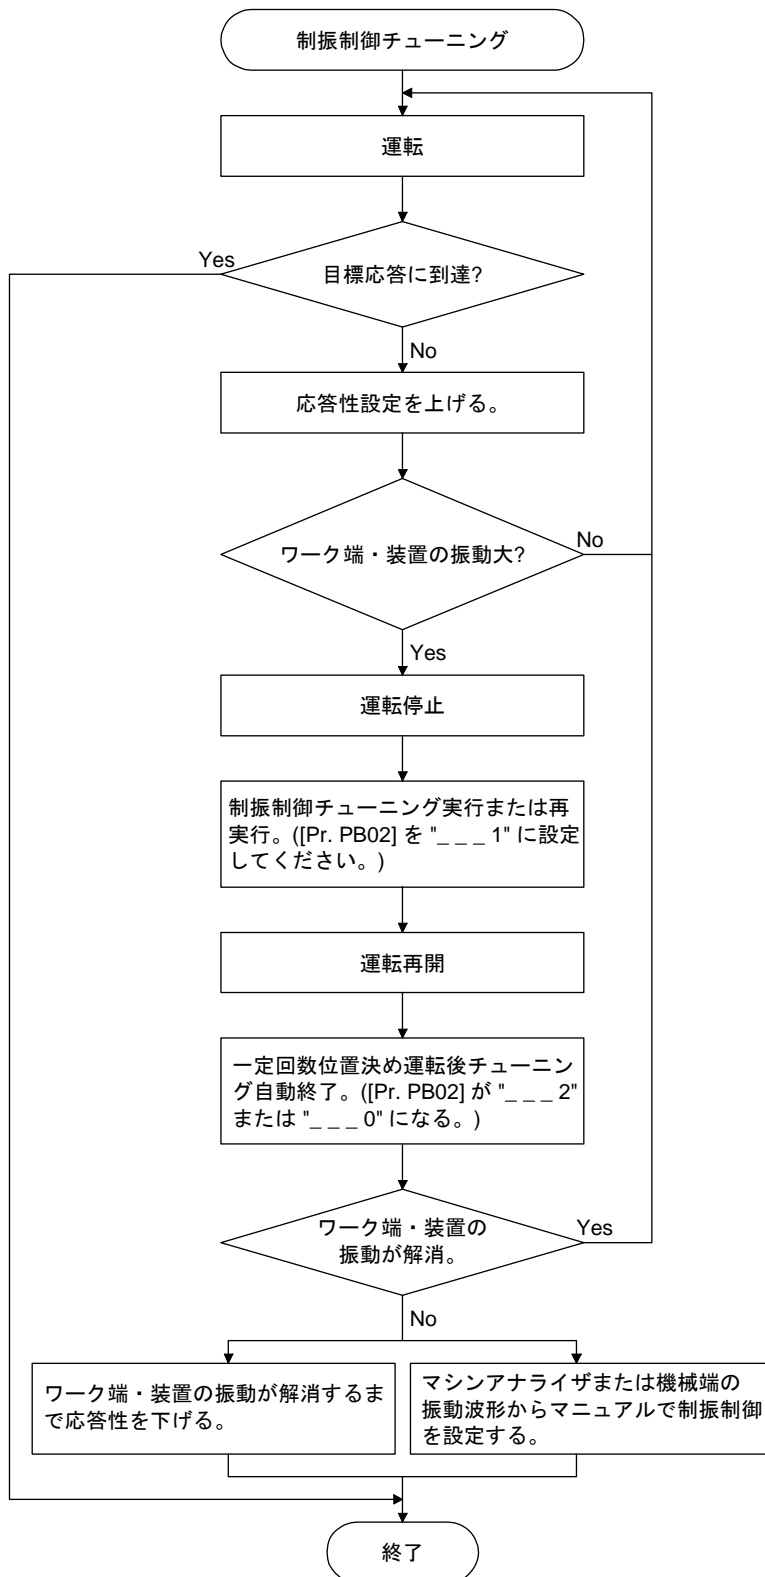 制振制御チューニング
運転
Yes
目標応答に到達?
No
応答性設定を上げる。
ワーク端・装置の振動大?
No
Yes
運転停止
制振制御チューニング実行または再
実行。([Pr. PB02] を "_ _ _ 1" に設定
してください。)
運転再開
一定回数位置決め運転後チューニン
グ自動終了。([Pr. PB02] が "_ _ _ 2"
または "_ _ _ 0" になる。)
ワーク端・装置の
振動が解消。
Yes
No
ワーク端・装置の振動が解消するま
で応答性を下げる。
マシンアナライザまたは機械端の
振動波形からマニュアルで制振制御
を設定する。
終了